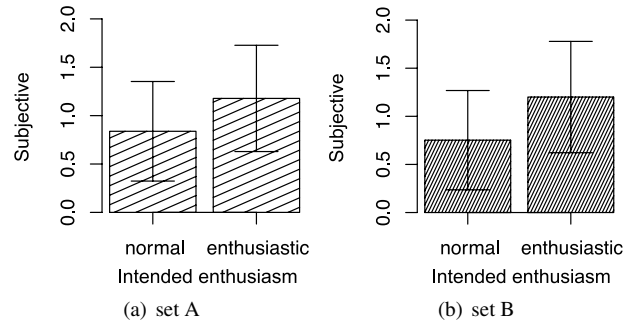 Subjective
0.0 0.5 1.0 1.5 2.0
normal enthusiastic
Intended enthusiasm
(a) set A
Subjective
0.0 0.5 1.0 1.5 2.0
normal enthusiastic
Intended enthusiasm
(b) set B